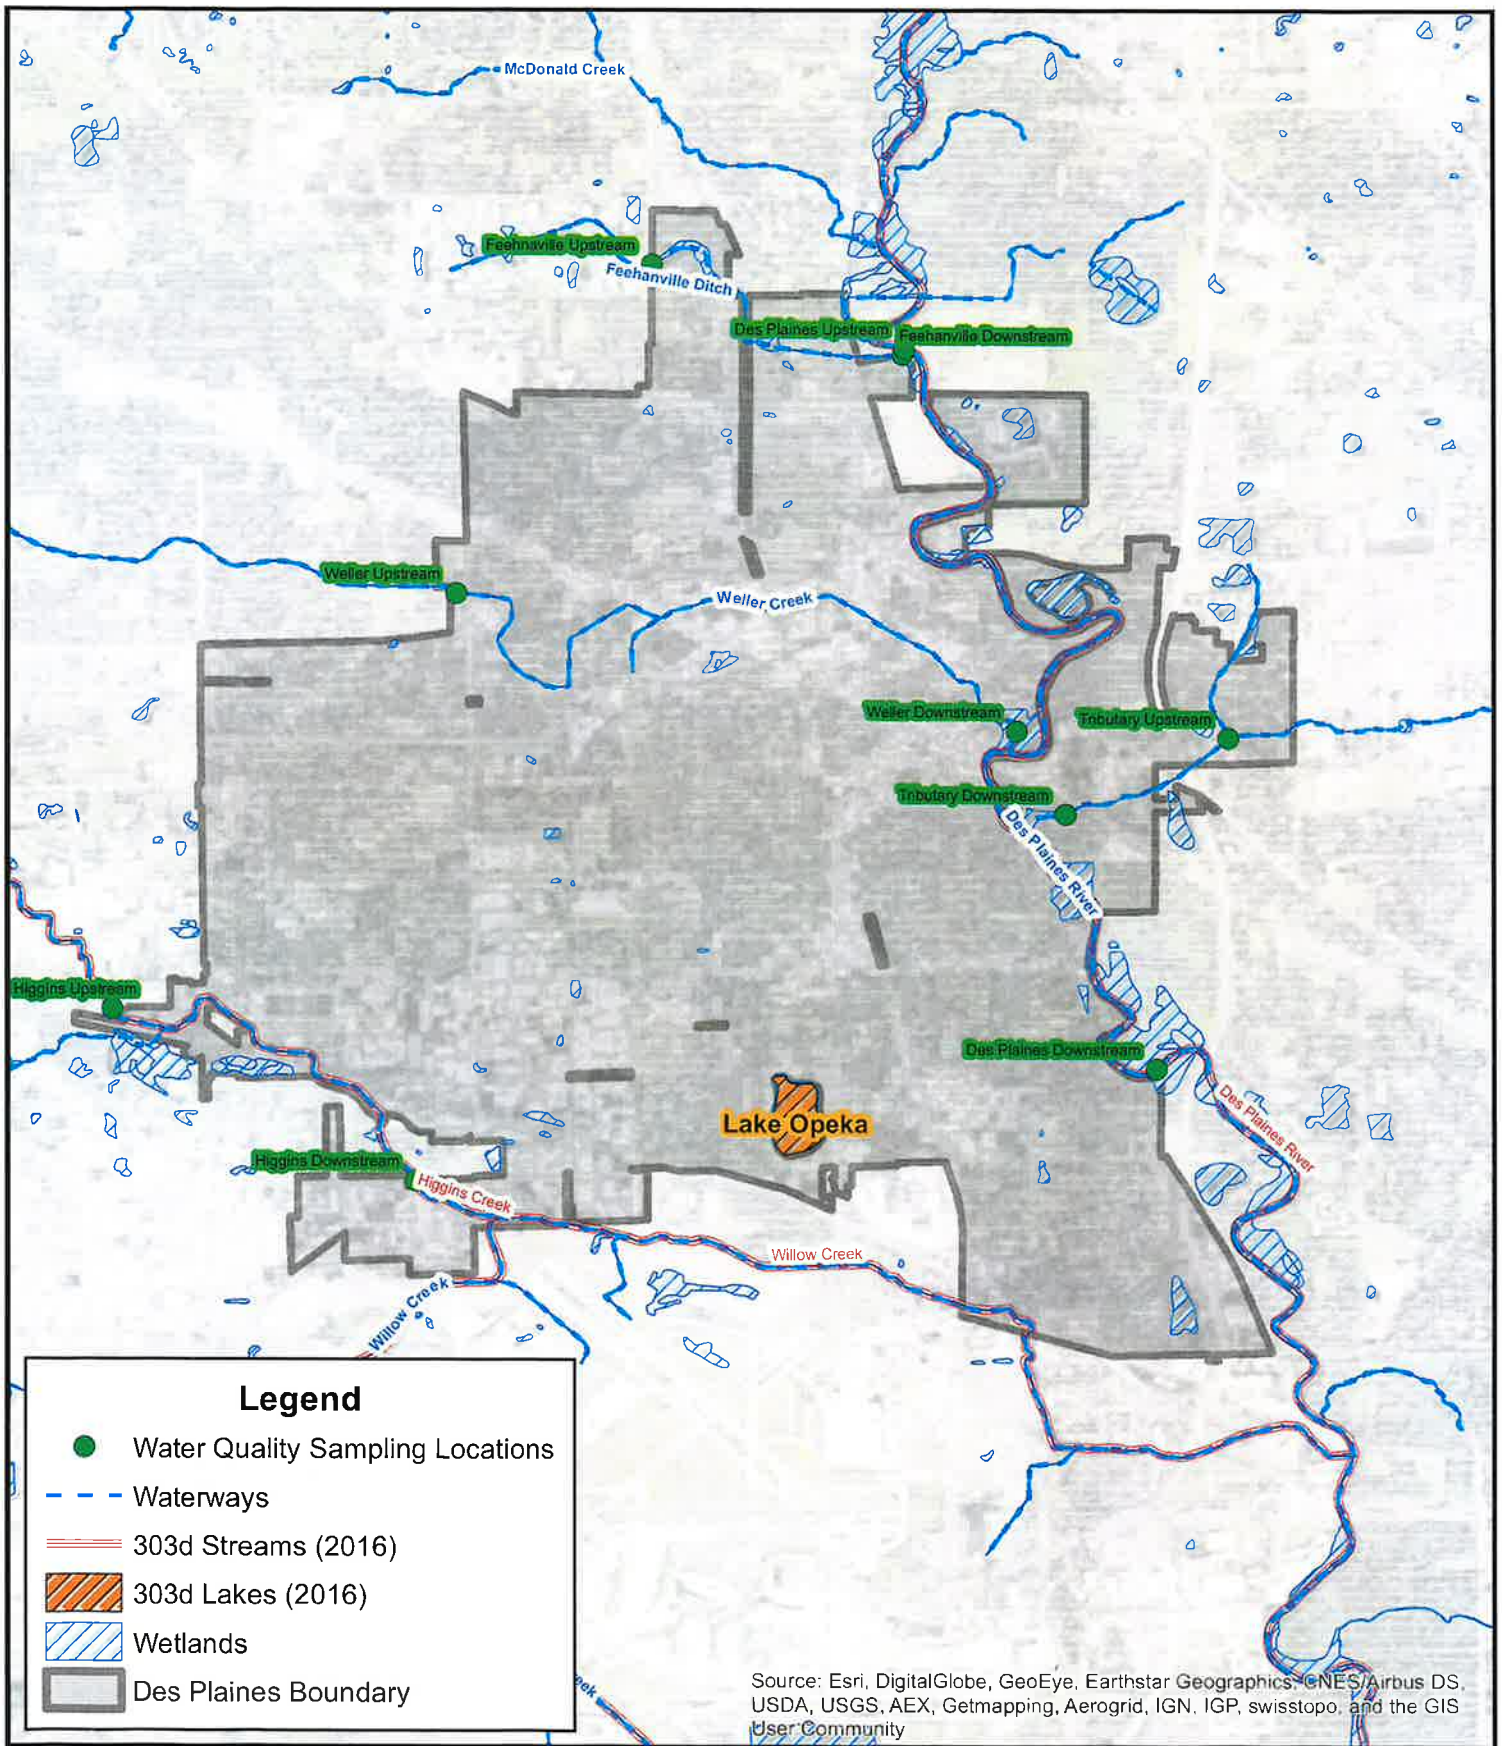 McDonald Creek
Feehnaville Upstream
Feehanville Ditch
Des Plaines Upstream
Feehanville Downstream
Weller Upstream
Weller Creek
Weller Downstream
Tributary Upstream
Tributary Downstream
Des Plaines River
Higgins Upstream
Des Plaines Downstream
Des Plaines River
Lake Opeka
Higgins Downstream
Higgins Creek
Willow Creek
Willow Creek
Legend
Water Quality Sampling Locations
Waterways
303d Streams (2016)
303d Lakes (2016)
Wetlands
Des Plaines Boundary
eek
Source: Esri, DigitalGlobe, GeoEye, Earthstar Geographics, CNES/Airbus DS,
USDA, USGS, AEX, Getmapping, Aerogrid, IGN, IGP, swisstopo, and the GIS
User Community